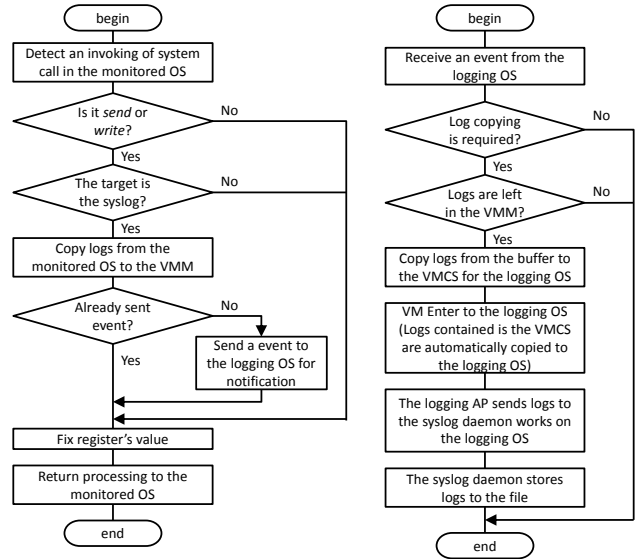 begin
Detect an invoking of system
call in the monitored OS
Is it send or
write?
No
Yes
The target is
the syslog?
No
Yes
Copy logs from the
monitored OS to the VMM
Already sent
event?
No
Yes
Send a event to
the logging OS for
notification
Fix register's value
Return processing to the
monitored OS
end
begin
Receive an event from the
logging OS
Log copying
is required?
No
Yes
Logs are left
in the VMM?
No
Yes
Copy logs from the buffer to
the VMCS for the logging OS
VM Enter to the logging OS
(Logs contained is the VMCS
are automatically copied to
the logging OS)
The logging AP sends logs to
the syslog daemon works on
the logging OS
The syslog daemon stores
logs to the file
end